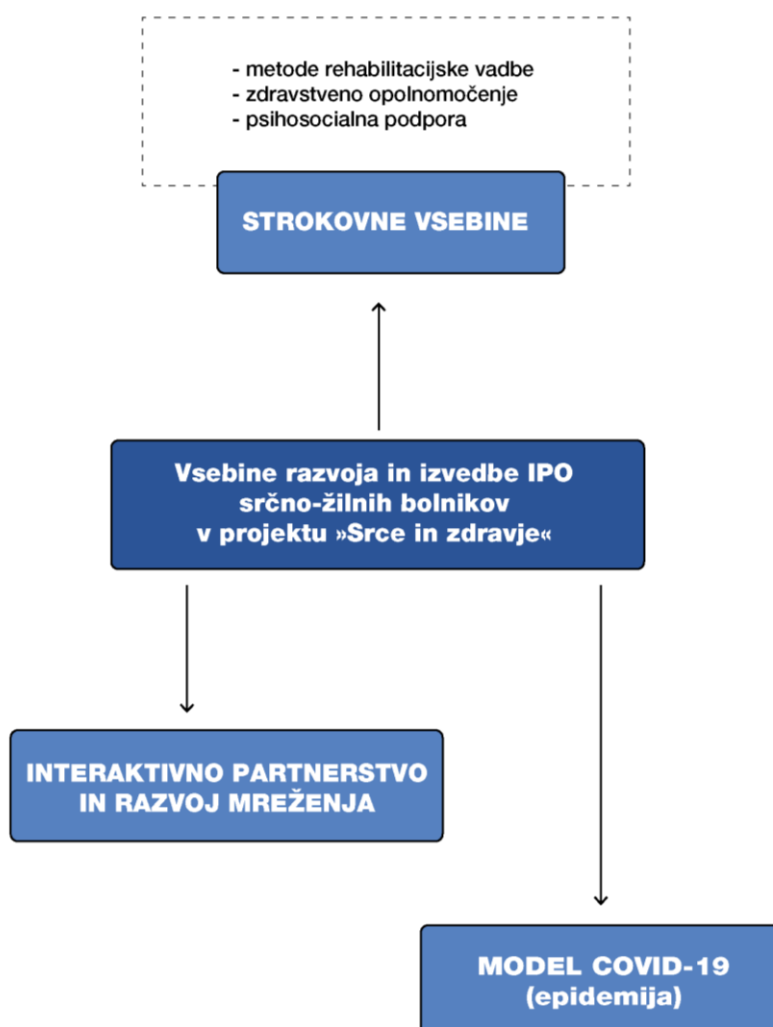 - metode rehabilitacijske vadbe
- zdravstveno opolnomočenje
- psihosocialna podpora
STROKOVNE VSEBINE
Vsebine razvoja in izvedbe IPO
srčno-žilnih bolnikov
v projektu »Srce in zdravje«
INTERAKTIVNO PARTNERSTVO
IN RAZVOJ MREŽENJA
MODEL COVID-19
(epidemija)